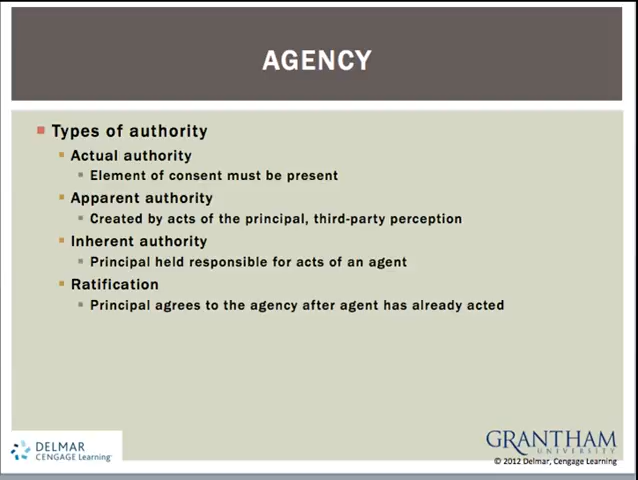 AGENCY
Types of authority
Actual authority
Element of consent must be present
Apparent authority
Created by acts of the principal, third-party perception
Inherent authority
Principal held responsible for acts of an agent
Ratification
Principal agrees to the agency after agent has already acted
DELMAR
CENGAGE Learning
GRANTHAM
UNIVERSITY
© 2012 Delmar, Cengage Learning